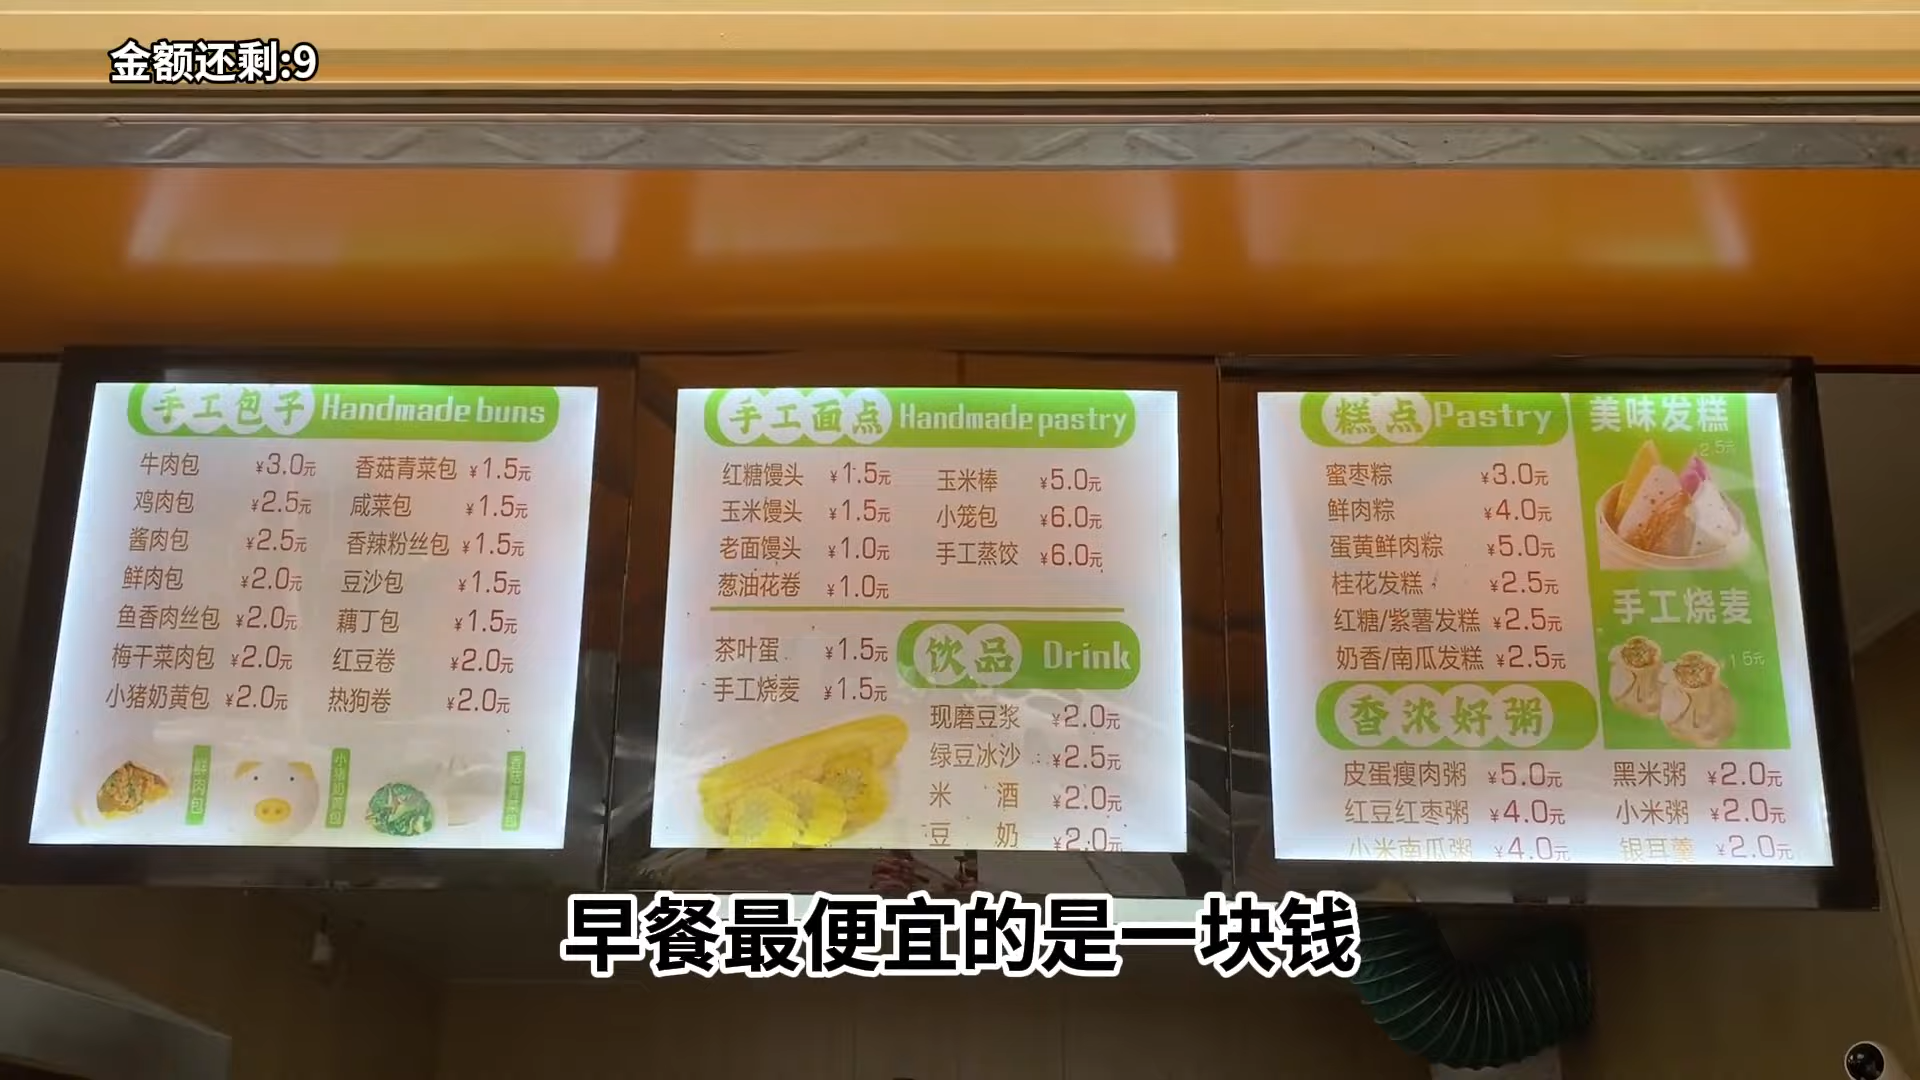 金额还剩:9
手工包子 Handmade buns
牛肉包 ¥3.0元
鸡肉包 ¥2.5元
酱肉包 ¥2.5元
鲜肉包 ¥2.0元
鱼香肉丝包 ¥2.0元
梅干菜肉包 ¥2.0元
小猪奶黄包 ¥2.0元
香菇青菜包 ¥1.5元
咸菜包 ¥1.5元
香辣粉丝包 ¥1.5元
豆沙包 ¥1.5元
藕丁包 ¥1.5元
红豆卷 ¥2.0元
热狗卷 ¥2.0元
鲜肉包
小猪奶黄包
香菇青菜包
手工面点 Handmade pastry
红糖馒头 ¥1.5元
玉米馒头 ¥1.5元
老面馒头 ¥1.0元
葱油花卷 ¥1.0元
玉米棒 ¥5.0元
小笼包 ¥6.0元
手工蒸饺 ¥6.0元
茶叶蛋 ¥1.5元
手工烧麦 ¥1.5元
饮品 Drink
现磨豆浆 ¥2.0元
绿豆冰沙 ¥2.5元
米酒 ¥2.0元
豆奶 ¥2.0元
糕点 Pastry
蜜枣粽 ¥3.0元
鲜肉粽 ¥4.0元
蛋黄鲜肉粽 ¥5.0元
桂花发糕 ¥2.5元
红糖/紫薯发糕 ¥2.5元
奶香/南瓜发糕 ¥2.5元
美味发糕
2.5元
手工烧麦
1.5元
香浓好粥
皮蛋瘦肉粥 ¥5.0元
红豆红枣粥 ¥4.0元
小米南瓜粥 ¥4.0元
黑米粥 ¥2.0元
小米粥 ¥2.0元
银耳羹 ¥2.0元
早餐最便宜的是一块钱